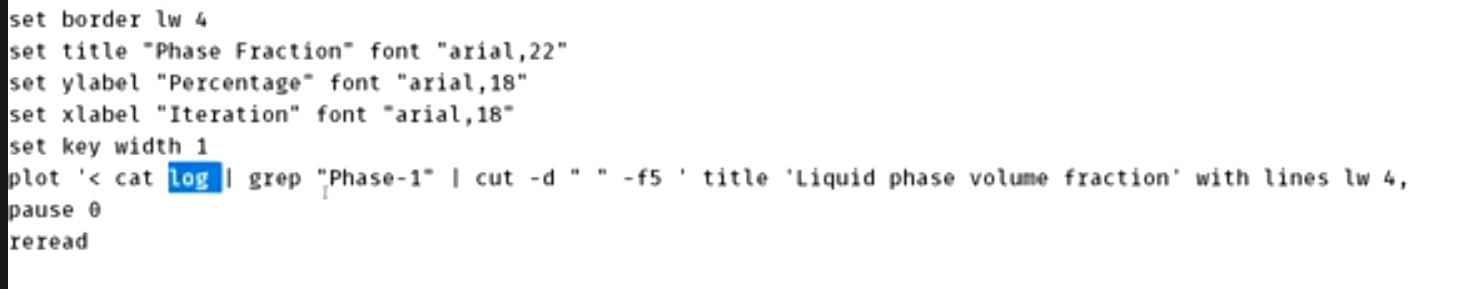 set border lw 4
set title "Phase Fraction" font "arial,22"
set ylabel "Percentage" font "arial,18"
set xlabel "Iteration" font "arial,18"
set key width 1
plot '< cat log | grep "Phase-1" | cut -d " " -f5 ' title 'Liquid phase volume fraction' with lines lw 4,
pause 0
reread